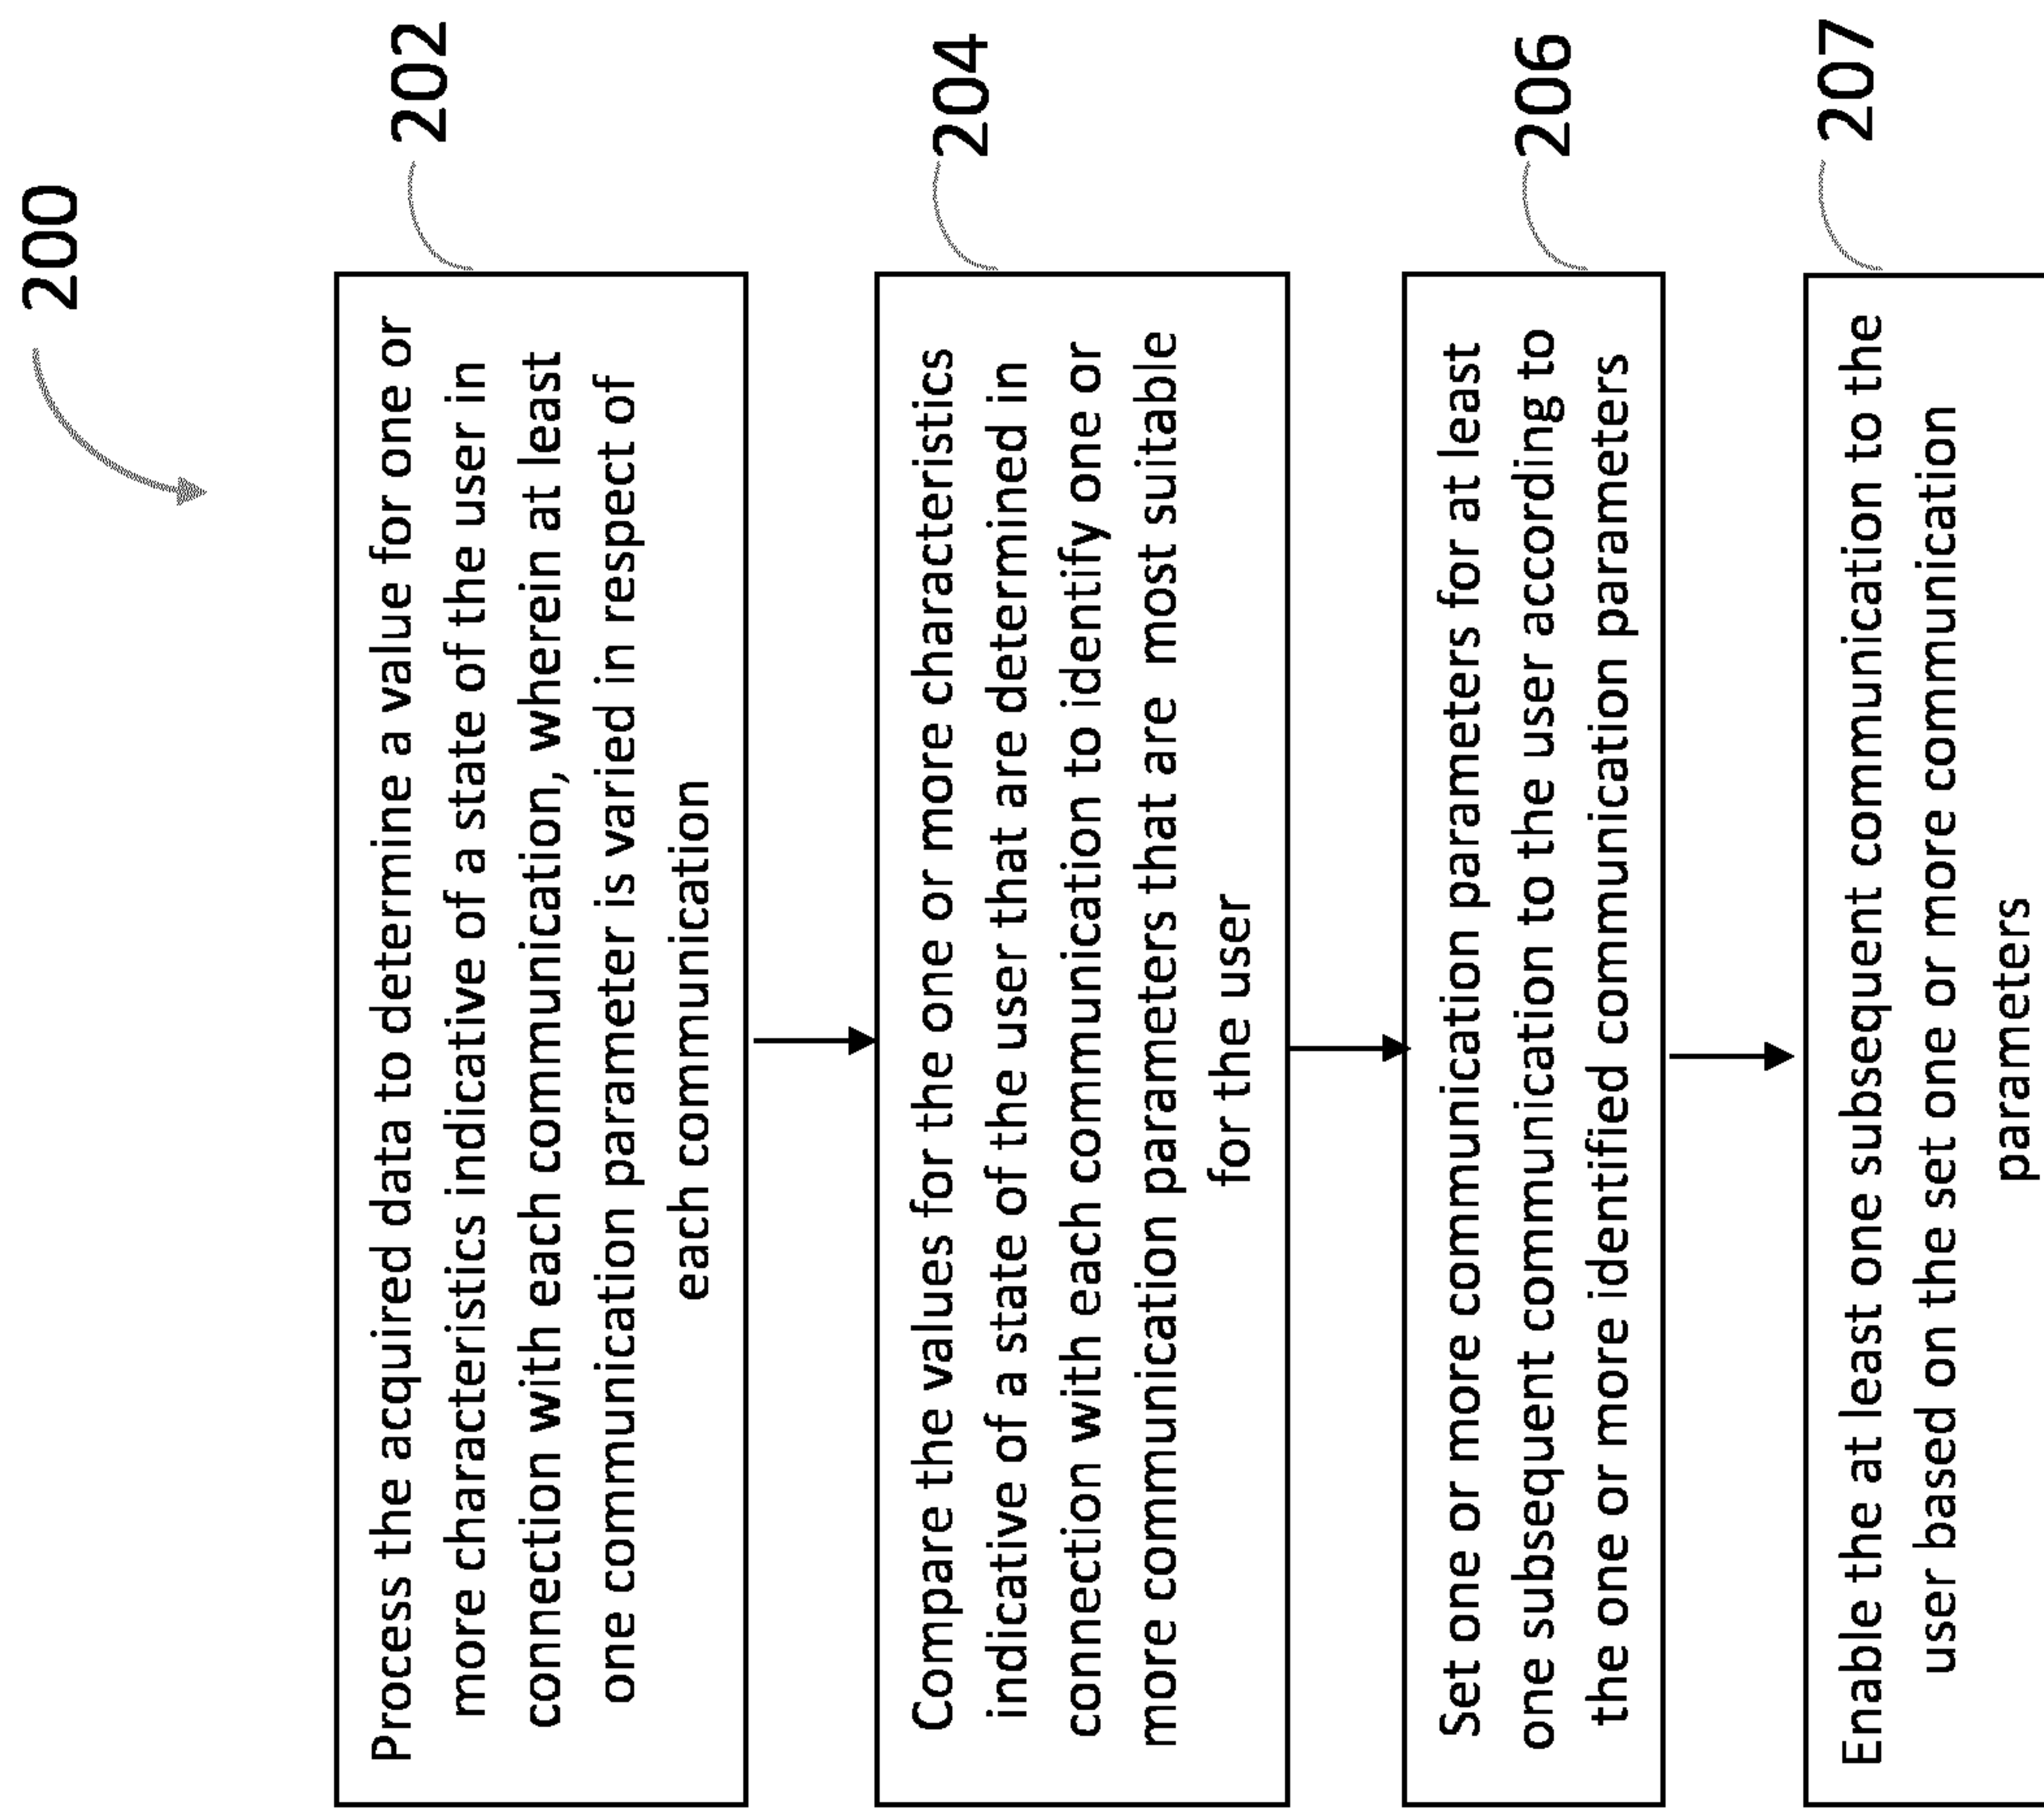 200
202
Process the acquired data to determine a value for one or
more characteristics indicative of a state of the user in
connection with each communication, wherein at least
one communication parameter is varied in respect of
each communication
204
Compare the values for the one or more characteristics
indicative of a state of the user that are determined in
connection with each communication to identify one or
more communication parameters that are most suitable
for the user
206
Set one or more communication parameters for at least
one subsequent communication to the user according to
the one or more identified communication parameters
207
Enable the at least one subsequent communication to the
user based on the set one or more communication
parameters